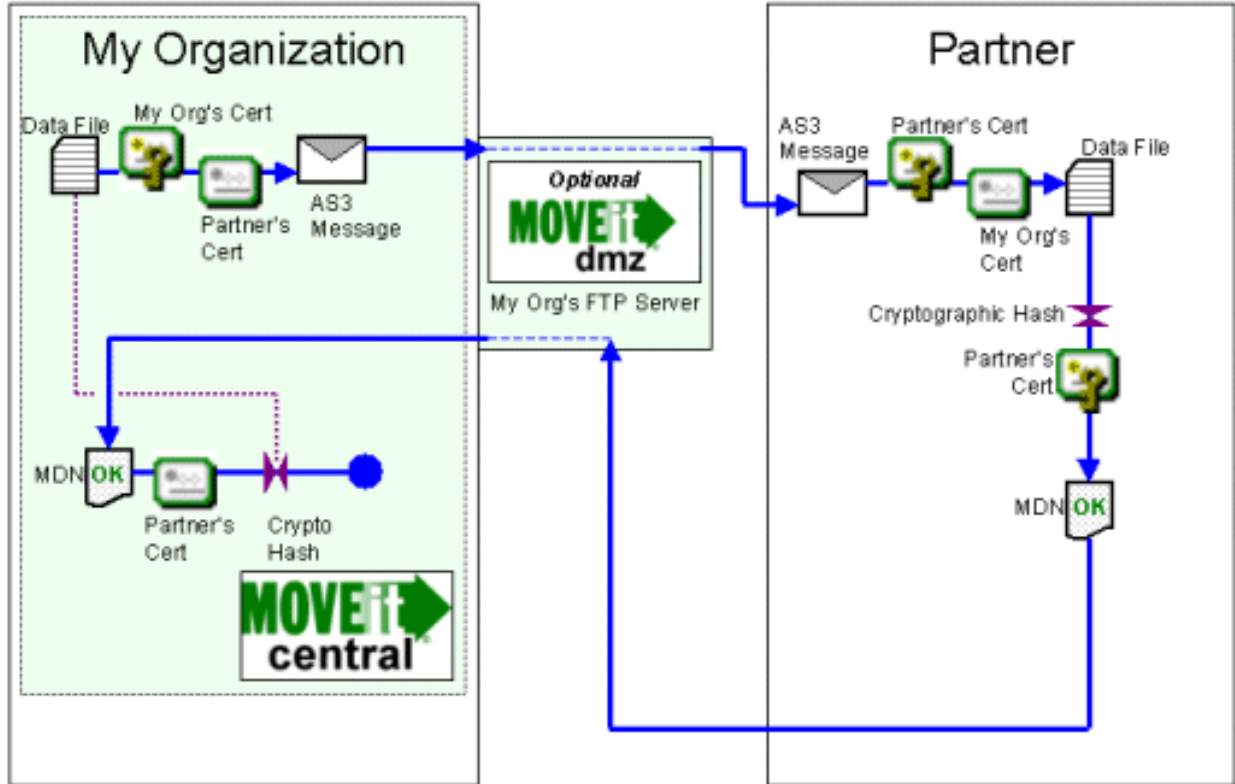 My Organization
Data File
My Org's Cert
Partner's
Cert
AS3
Message
Optional
MOVEit
dmz
My Org's FTP Server
Partner
AS3
Message
Partner's Cert
Data File
My Org's
Cert
Cryptographic Hash
Partner's
Cert
MDN
OK
MDN
OK
Partner's
Cert
Crypto
Hash
MOVEit
central